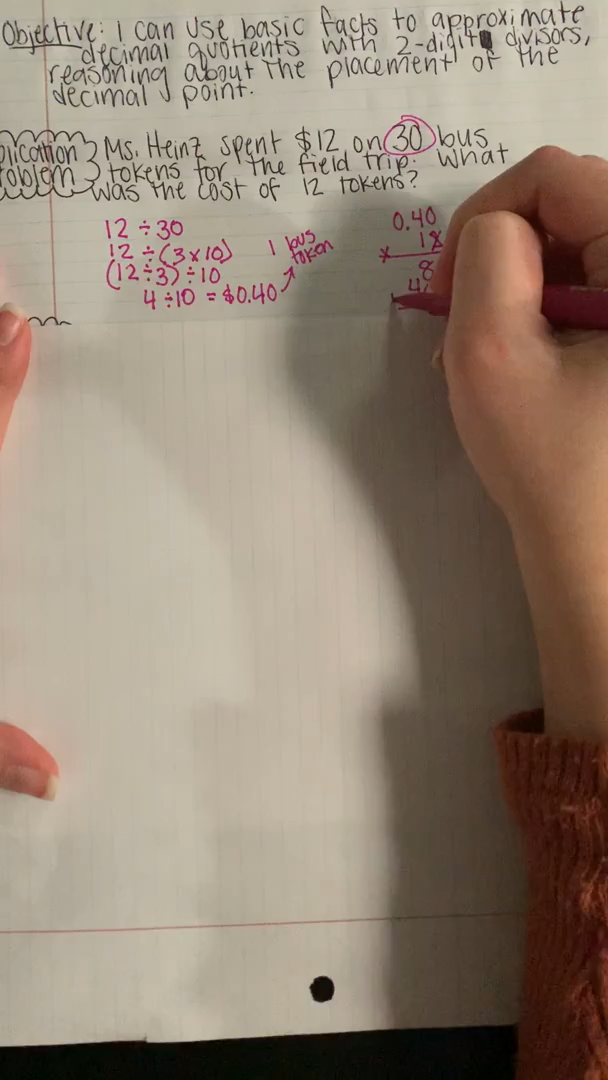 Objective: I can use basic facts to approximate
decimal quotients with 2-digit divisors,
reasoning about the placement of the
decimal point.
plication Ms. Heinz spent $12 on 30 bus
roblem tokens for the field trip. What
was the cost of 12 tokens?
12 ÷ 30
12 ÷ (3 x 10)
(12 ÷ 3) ÷ 10
4 ÷ 10 = $0.40
1 bus
token
0.40
x
8